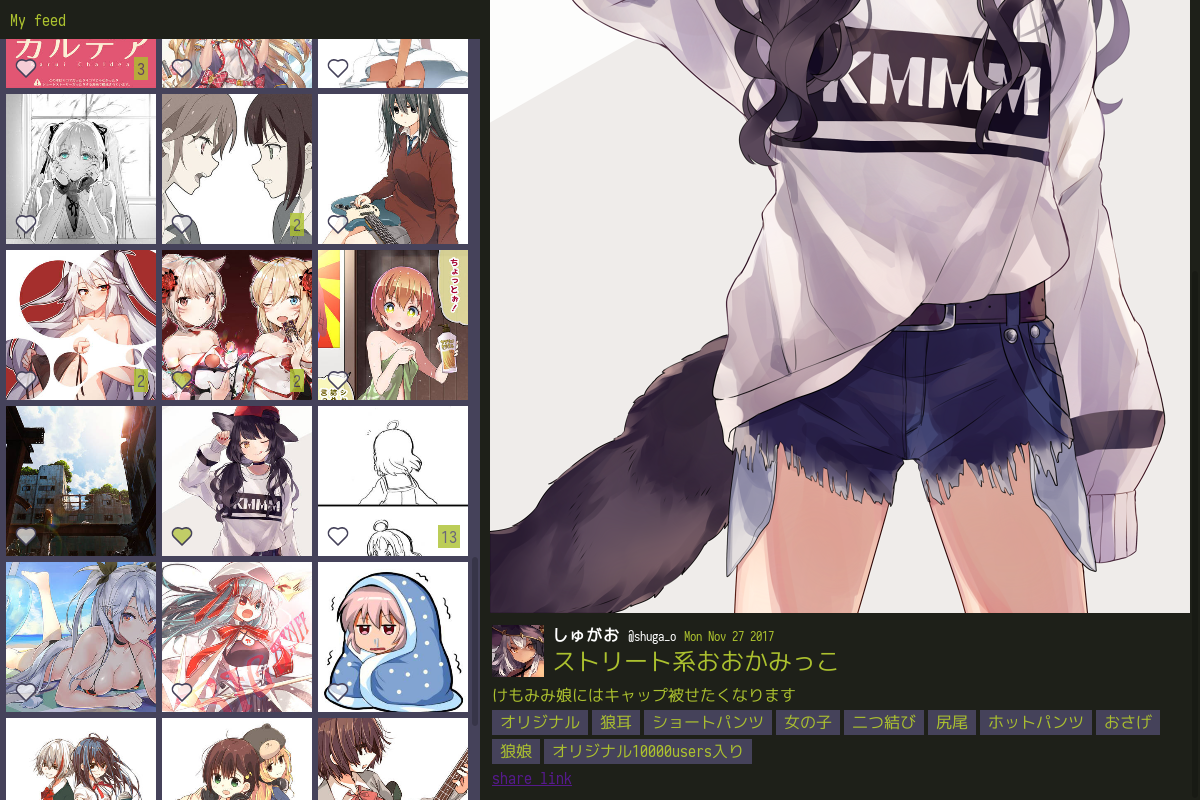 My feed
カルデア
3
2
2
2
ちょっとぉ!
KMMM
13
KMMM
しゅがお @shuga_o Mon Nov 27 2017
ストリート系おおかみっこ
けもみみ娘にはキャップ被せたくなります
オリジナル 狼耳 ショートパンツ 女の子 二つ結び 尻尾 ホットパンツ おさげ
狼娘 オリジナル10000users入り
share link